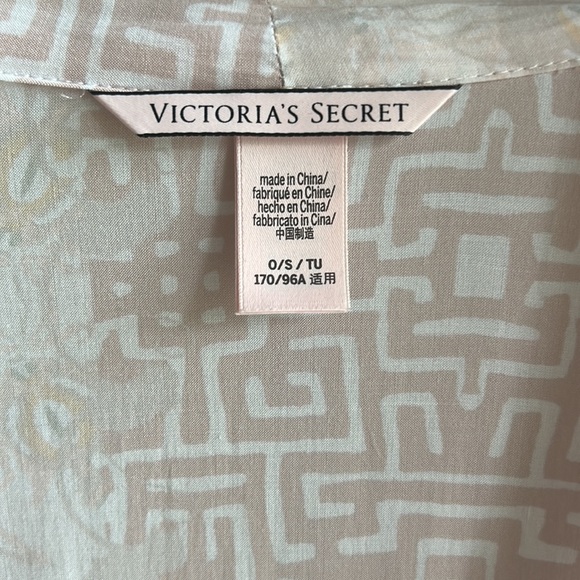 VICTORIA'S SECRET
made in China/
fabriqué en Chine/
hecho en China/
fabbricato in Cina/
中国制造
O/S / TU
170/96A 适用